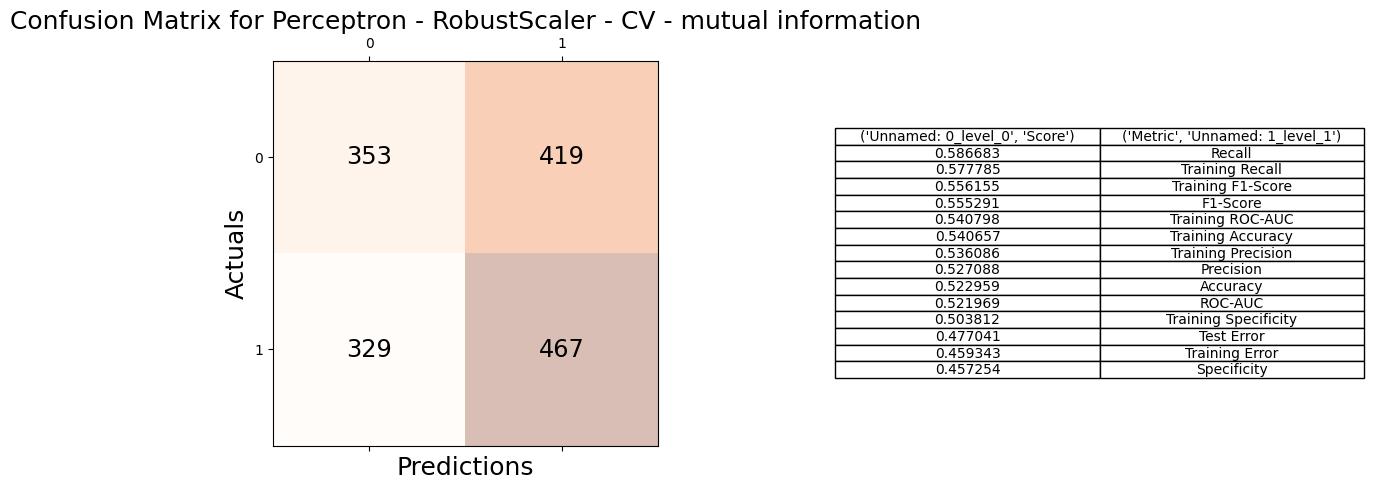 Confusion Matrix for Perceptron - RobustScaler - CV - mutual information
0 1
0 353 419
1 329 467
Actuals
Predictions
('Unnamed: 0_level_0', 'Score') ('Metric', 'Unnamed: 1_level_1')
0.586683 Recall
0.577785 Training Recall
0.556155 Training F1-Score
0.555291 F1-Score
0.540798 Training ROC-AUC
0.540657 Training Accuracy
0.536086 Training Precision
0.527088 Precision
0.522959 Accuracy
0.521969 ROC-AUC
0.503812 Training Specificity
0.477041 Test Error
0.459343 Training Error
0.457254 Specificity